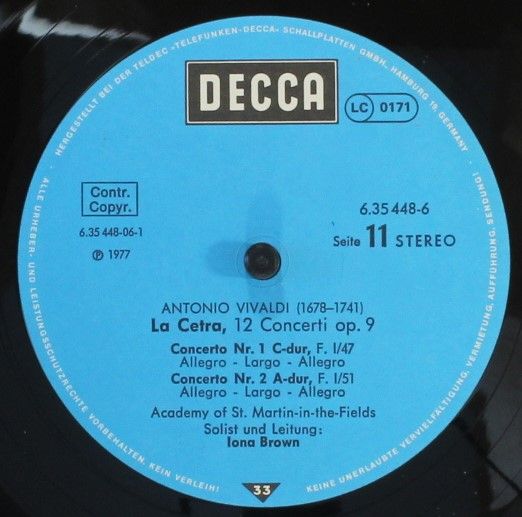 HERGESTELLT BEI DER TELDEC »TELEFUNKEN-DECCA« SCHALLPLATTEN GMBH, HAMBURG 19, GERMANY
DECCA
LC 0171
Contr.
Copyr.
6.35 448-06-1
Ⓟ 1977
6.35 448-6
Seite 11 STEREO
ANTONIO VIVALDI (1678–1741)
La Cetra, 12 Concerti op. 9
Concerto Nr. 1 C-dur, F. I/47
Allegro - Largo - Allegro
Concerto Nr. 2 A-dur, F. I/51
Allegro - Largo - Allegro
Academy of St. Martin-in-the-Fields
Solist und Leitung:
Iona Brown
33
ALLE URHEBER- UND LEISTUNGSSCHUTZRECHTE VORBEHALTEN. KEIN VERLEIH!
KEINE UNERLAUBTE VERVIELFÄLTIGUNG, VERMIETUNG, AUFFÜHRUNG, SENDUNG!